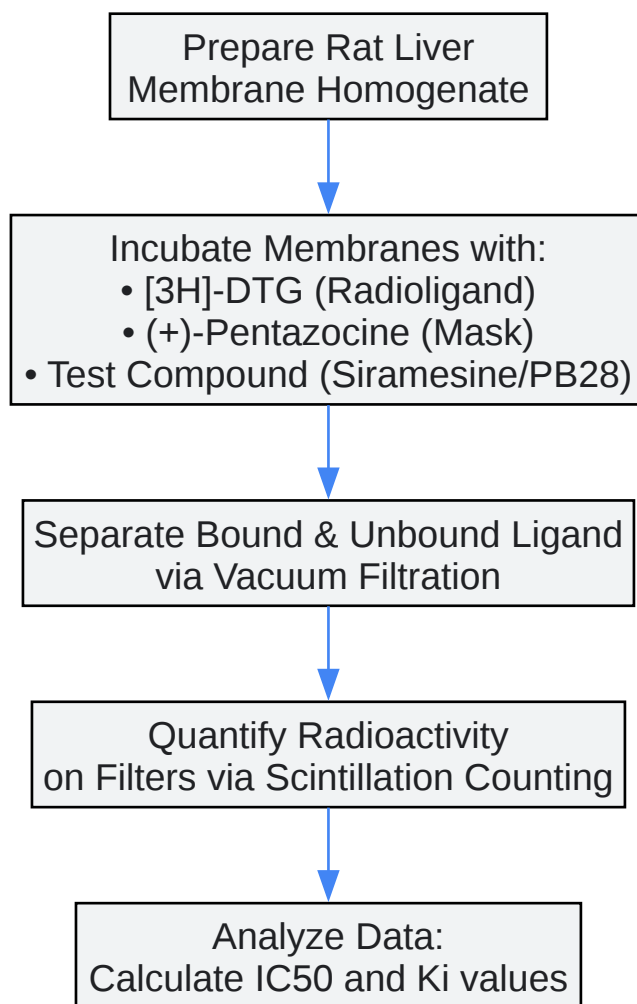 Prepare Rat Liver
Membrane Homogenate
Incubate Membranes with:
• [3H]-DTG (Radioligand)
• (+)-Pentazocine (Mask)
• Test Compound (Siramesine/PB28)
Separate Bound & Unbound Ligand
via Vacuum Filtration
Quantify Radioactivity
on Filters via Scintillation Counting
Analyze Data:
Calculate IC50 and Ki values